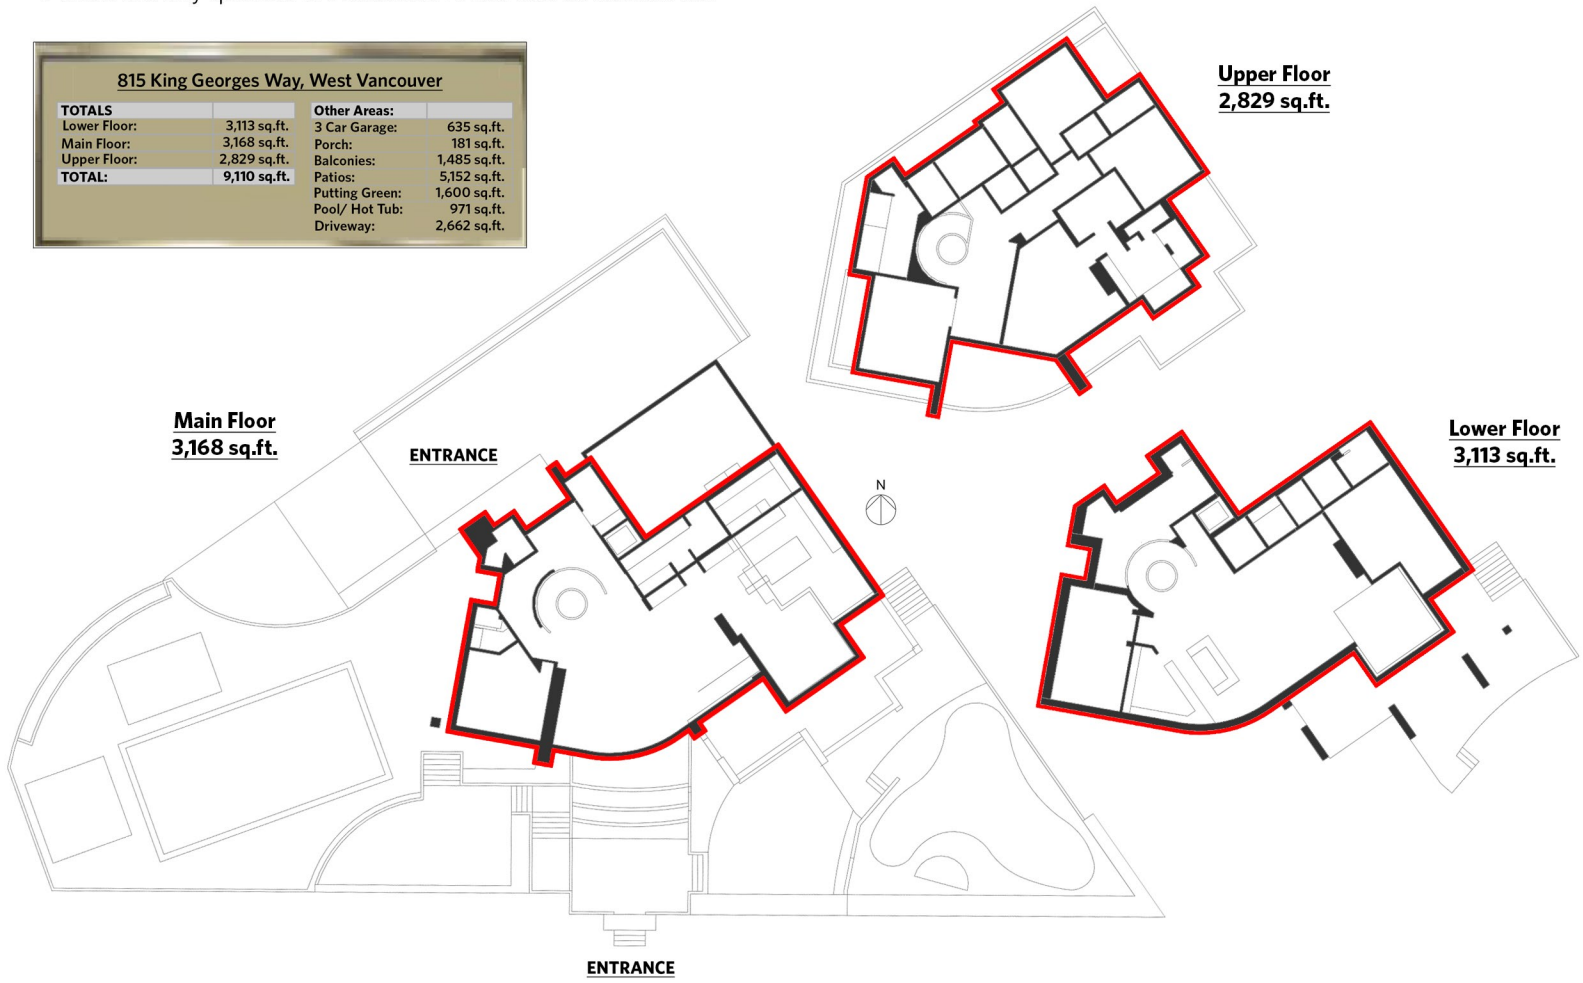 815 King Georges Way, West Vancouver
TOTALS
Lower Floor: 3,113 sq.ft.
Main Floor: 3,168 sq.ft.
Upper Floor: 2,829 sq.ft.
TOTAL: 9,110 sq.ft.
Other Areas:
3 Car Garage: 635 sq.ft.
Porch: 181 sq.ft.
Balconies: 1,485 sq.ft.
Patios: 5,152 sq.ft.
Putting Green: 1,600 sq.ft.
Pool/ Hot Tub: 971 sq.ft.
Driveway: 2,662 sq.ft.
Upper Floor
2,829 sq.ft.
Main Floor
3,168 sq.ft.
ENTRANCE
N
Lower Floor
3,113 sq.ft.
ENTRANCE